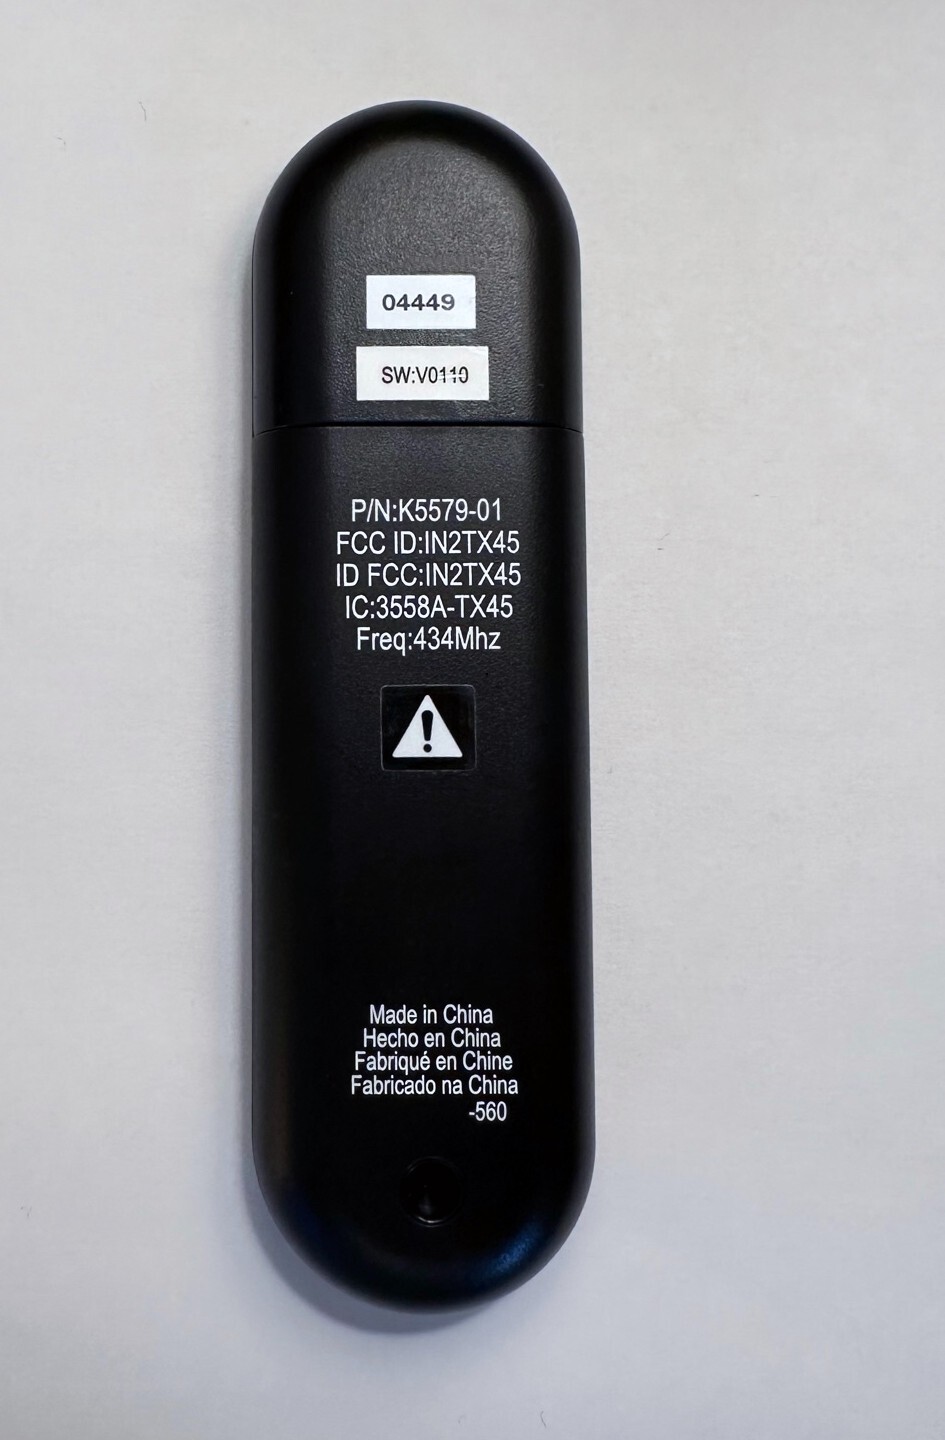 04449
SW:V0110
P/N:K5579-01
FCC ID:IN2TX45
ID FCC:IN2TX45
IC:3558A-TX45
Freq:434Mhz
Made in China
Hecho en China
Fabriqué en Chine
Fabricado na China
-560